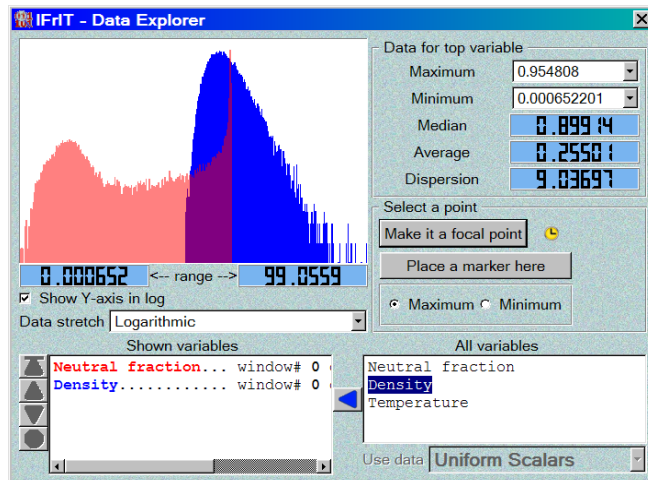 IFrIT - Data Explorer
Data for top variable
Maximum 0.954808
Minimum 0.000652201
Median 0.89914
Average 0.25501
Dispersion 9.03697
Select a point
Make it a focal point
Place a marker here
Maximum Minimum
0.000652 <-- range --> 99.0559
Show Y-axis in log
Data stretch Logarithmic
Shown variables
Neutral fraction... window# 0
Density............ window# 0
All variables
Neutral fraction
Density
Temperature
Use data Uniform Scalars